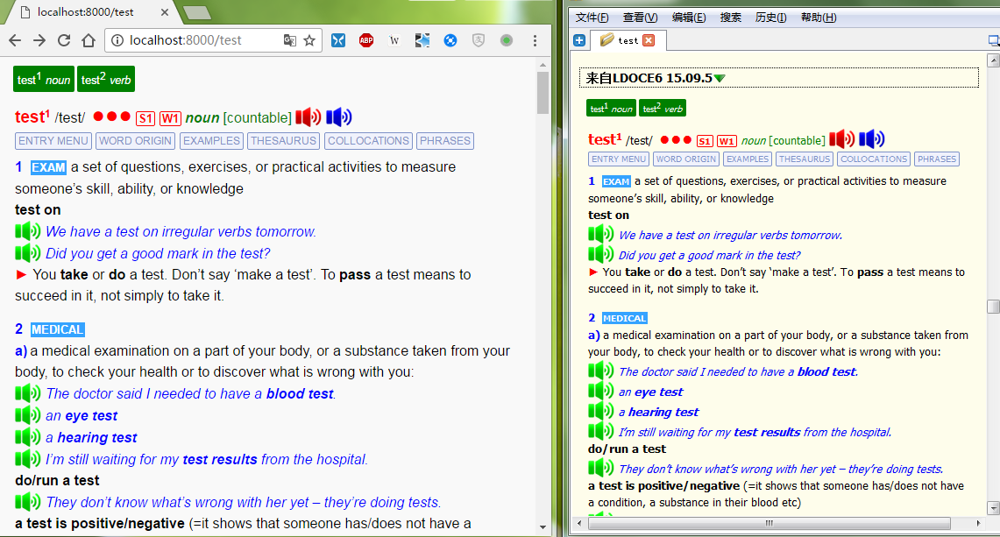 localhost:8000/test
localhost:8000/test
ABP
W
test1 noun
test2 verb
test1 /test/ ●●● S1 W1 noun [countable]
ENTRY MENU WORD ORIGIN EXAMPLES THESAURUS COLLOCATIONS PHRASES
1 EXAM a set of questions, exercises, or practical activities to measure
someone’s skill, ability, or knowledge
test on
We have a test on irregular verbs tomorrow.
Did you get a good mark in the test?
► You take or do a test. Don’t say ‘make a test’. To pass a test means to
succeed in it, not simply to take it.
2 MEDICAL
a) a medical examination on a part of your body, or a substance taken from your
body, to check your health or to discover what is wrong with you:
The doctor said I needed to have a blood test.
an eye test
a hearing test
I’m still waiting for my test results from the hospital.
do/run a test
They don’t know what’s wrong with her yet – they’re doing tests.
a test is positive/negative (=it shows that someone has/does not have a
文件(F) 查看(V) 编辑(E) 搜索 历史(I) 帮助(H)
test
来自LDOCE6 15.09.5
test1 noun
test2 verb
test1 /test/ ●●● S1 W1 noun [countable]
ENTRY MENU WORD ORIGIN EXAMPLES THESAURUS COLLOCATIONS PHRASES
1 EXAM a set of questions, exercises, or practical activities to measure
someone’s skill, ability, or knowledge
test on
We have a test on irregular verbs tomorrow.
Did you get a good mark in the test?
► You take or do a test. Don’t say ‘make a test’. To pass a test means to
succeed in it, not simply to take it.
2 MEDICAL
a) a medical examination on a part of your body, or a substance taken from
your body, to check your health or to discover what is wrong with you:
The doctor said I needed to have a blood test.
an eye test
a hearing test
I’m still waiting for my test results from the hospital.
do/run a test
They don’t know what’s wrong with her yet – they’re doing tests.
a test is positive/negative (=it shows that someone has/does not have
a condition, a substance in their blood etc)